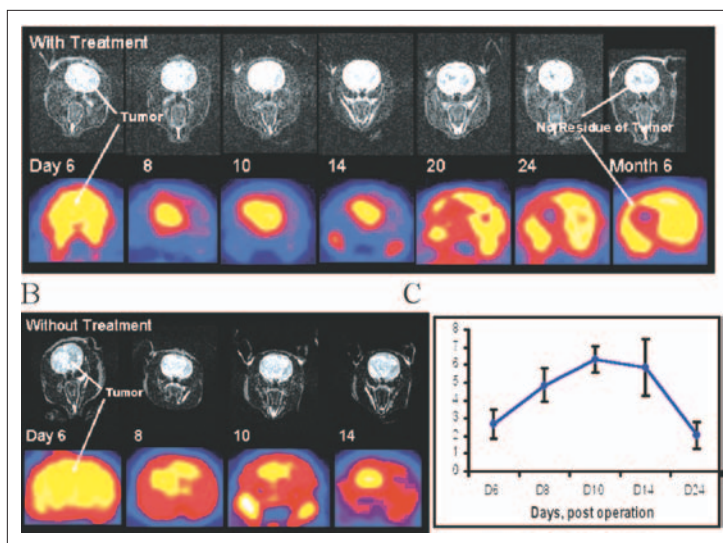 With Treatment
Tumor
No Residue of Tumor
Day 6 8 10 14 20 24 Month 6
B
Without Treatment
Tumor
Day 6 8 10 14
C
8
7
6
5
4
3
2
1
0
D6 D8 D10 D14 D24
Days, post operation